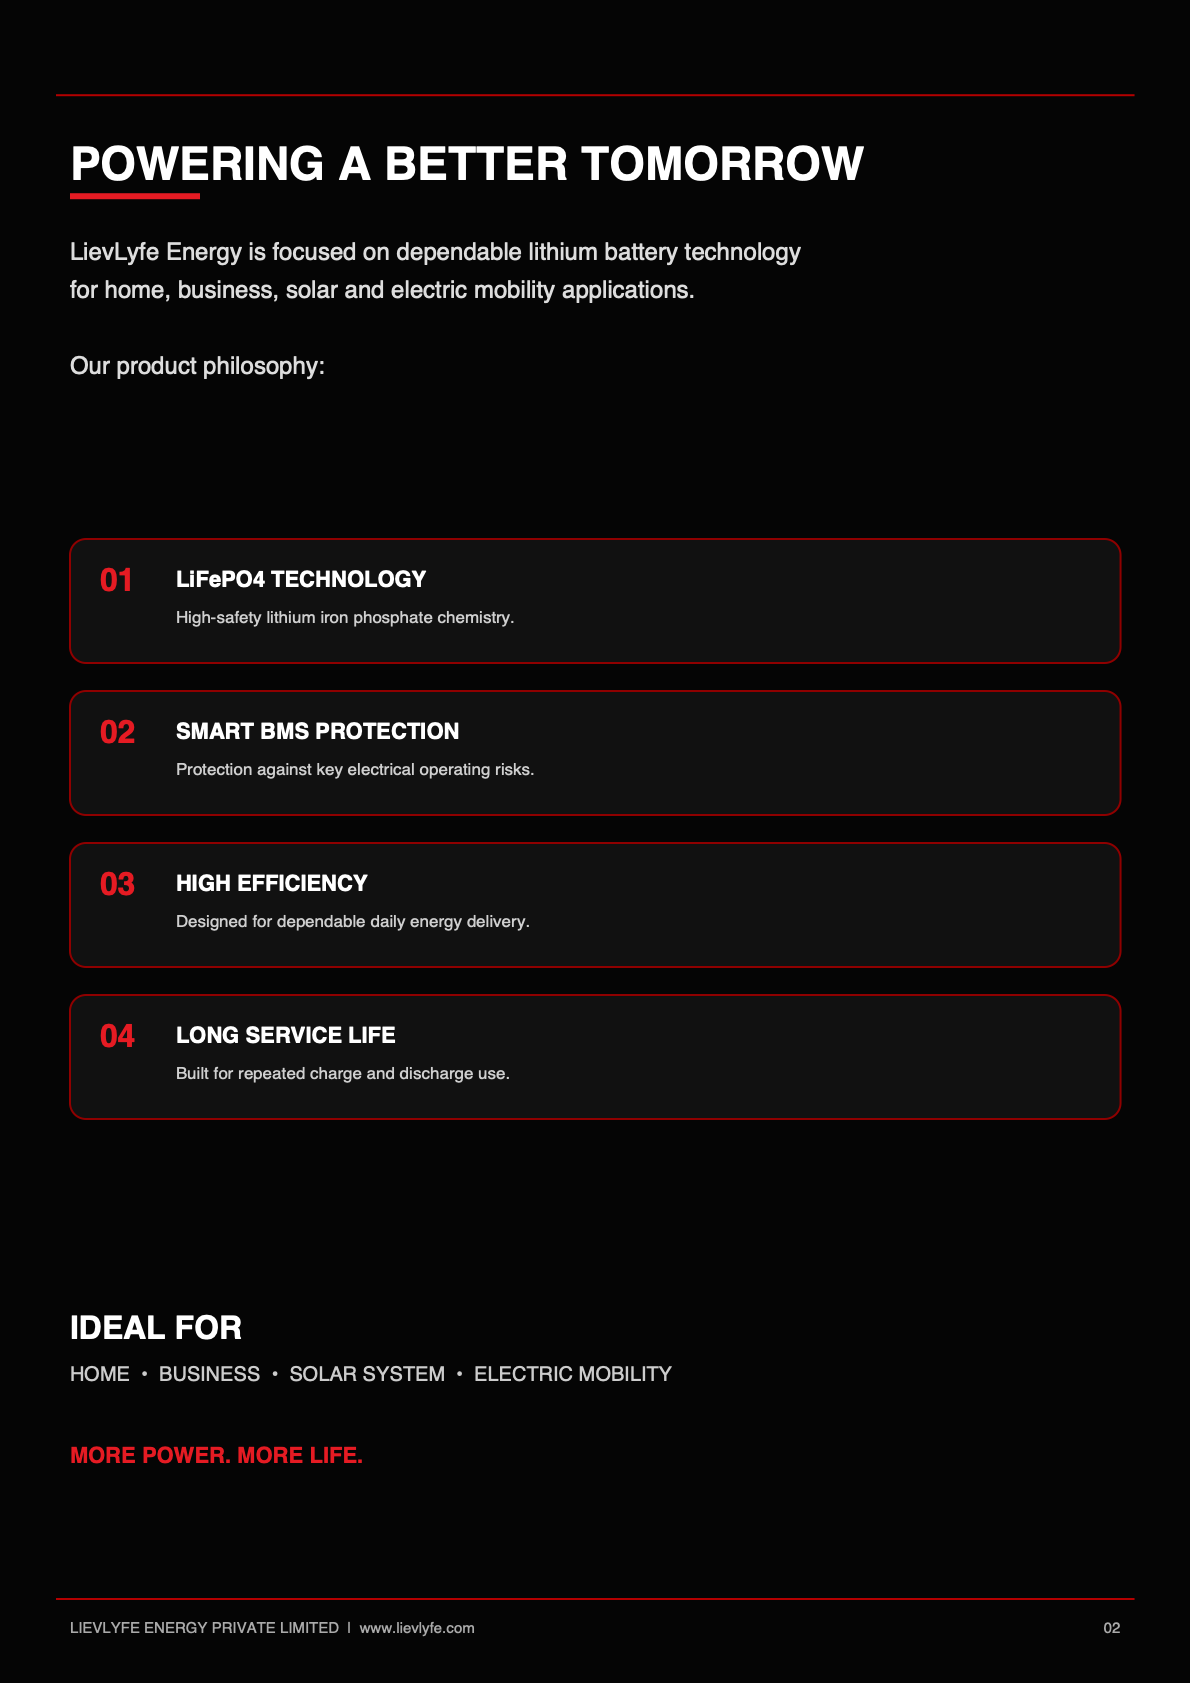 POWERING A BETTER TOMORROW
LievLyfe Energy is focused on dependable lithium battery technology
for home, business, solar and electric mobility applications.
Our product philosophy:
01
LiFePO4 TECHNOLOGY
High-safety lithium iron phosphate chemistry.
02
SMART BMS PROTECTION
Protection against key electrical operating risks.
03
HIGH EFFICIENCY
Designed for dependable daily energy delivery.
04
LONG SERVICE LIFE
Built for repeated charge and discharge use.
IDEAL FOR
HOME • BUSINESS • SOLAR SYSTEM • ELECTRIC MOBILITY
MORE POWER. MORE LIFE.
LIEVLYFE ENERGY PRIVATE LIMITED | www.lievlyfe.com
02